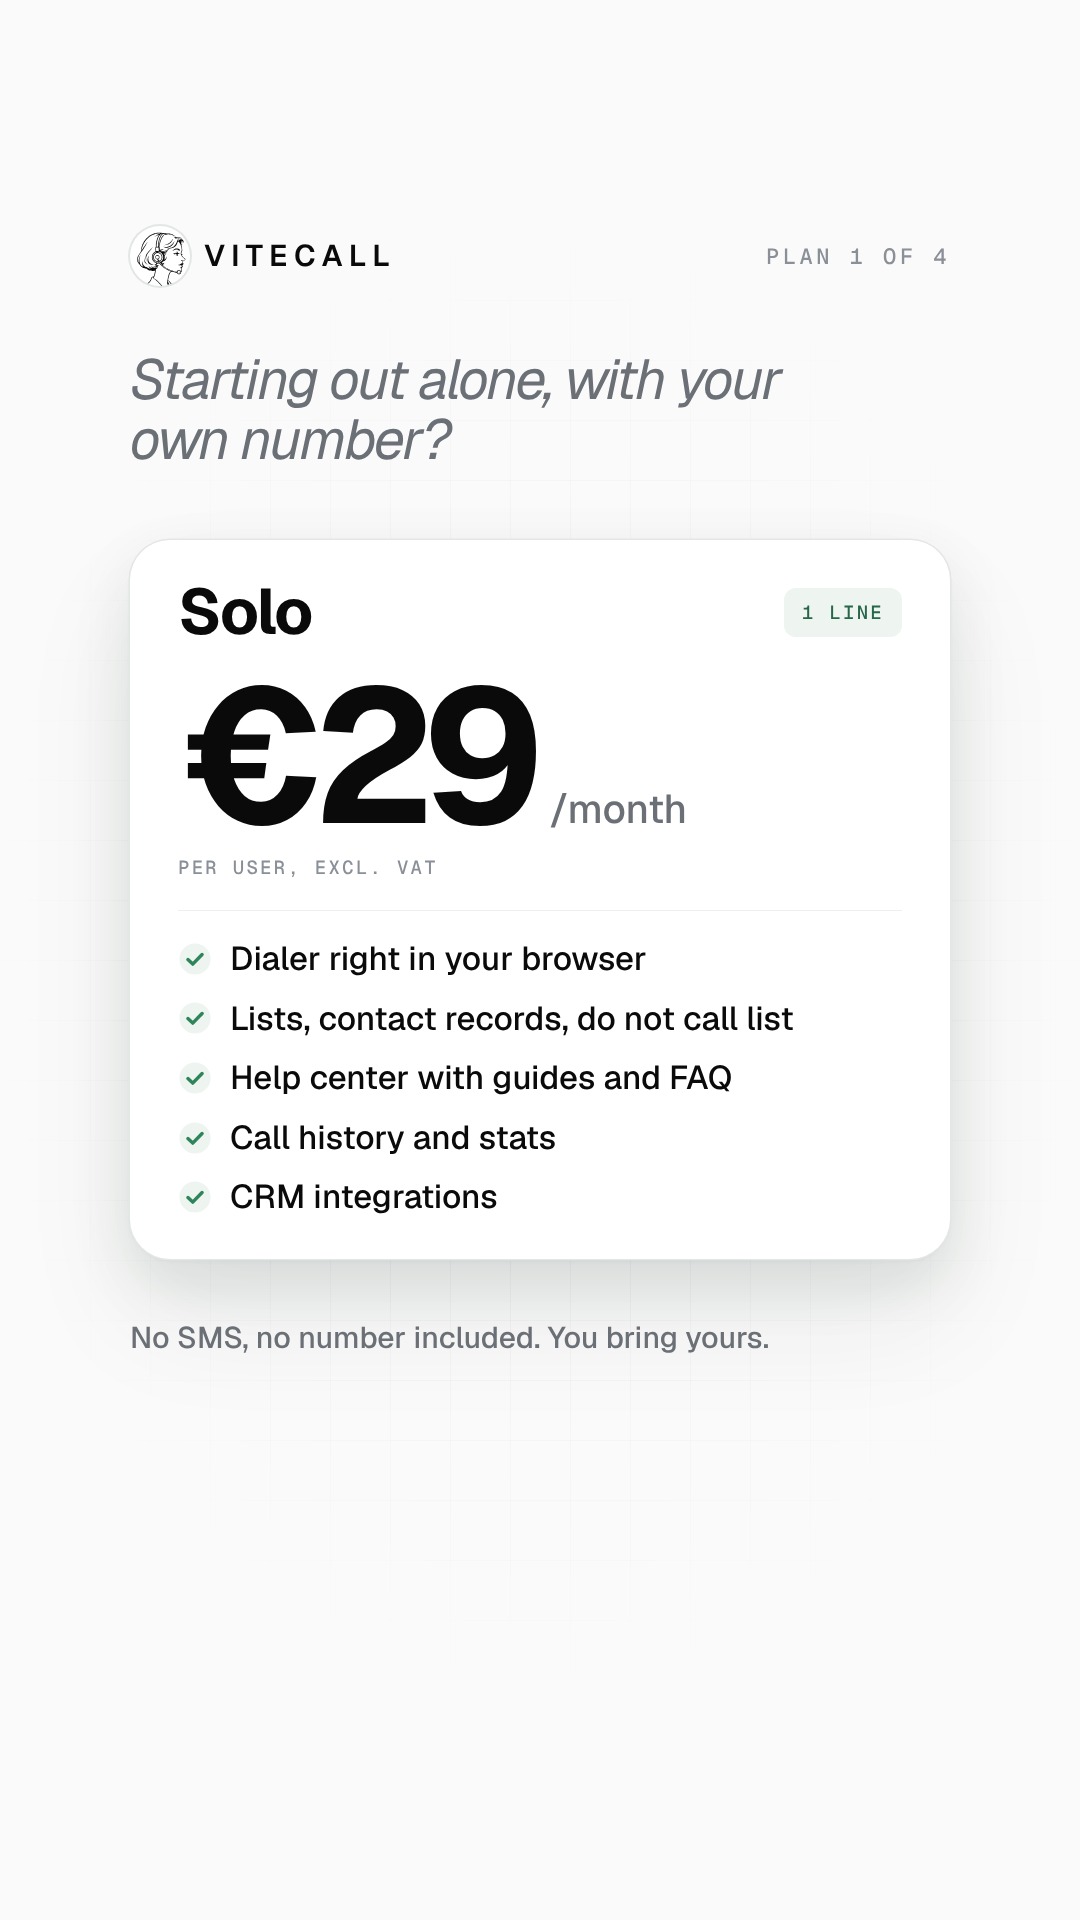 VITECALL
PLAN 1 OF 4
Starting out alone, with your
own number?
Solo
1 LINE
€29 /month
PER USER, EXCL. VAT
Dialer right in your browser
Lists, contact records, do not call list
Help center with guides and FAQ
Call history and stats
CRM integrations
No SMS, no number included. You bring yours.